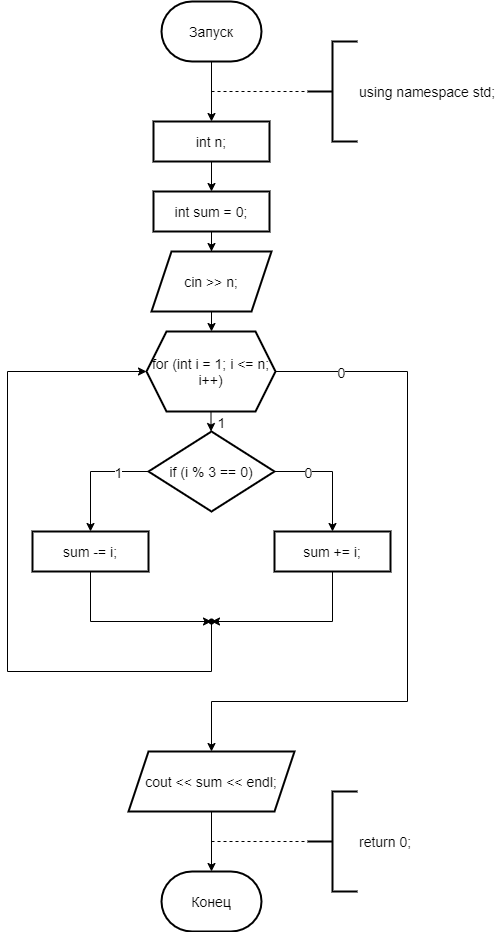 Запуск
using namespace std;
int n;
int sum = 0;
cin >> n;
for (int i = 1; i <= n;
i++)
0
1
if (i % 3 == 0)
1
0
sum -= i;
sum += i;
cout << sum << endl;
return 0;
Конец